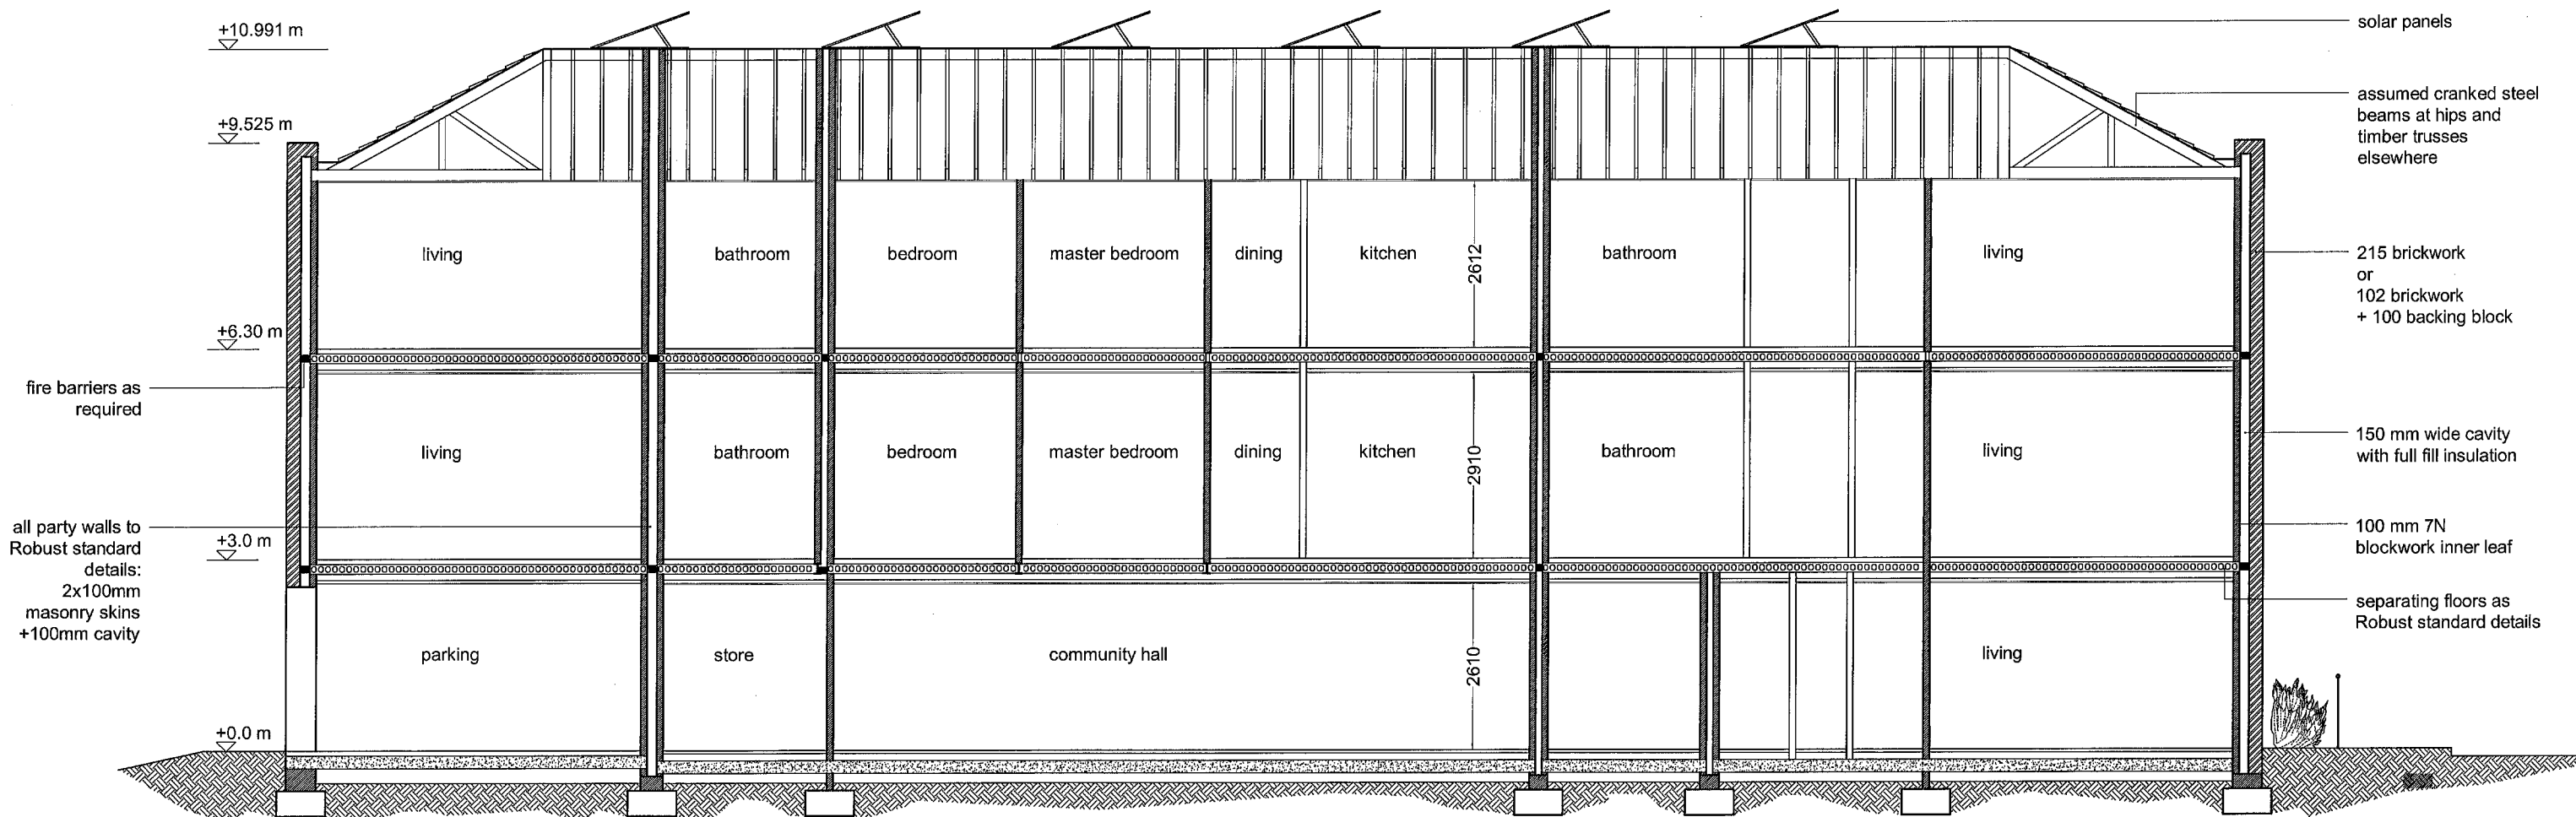 +10.991 m
solar panels
assumed cranked steel
beams at hips and
timber trusses
elsewhere
+9.525 m
living
bathroom
bedroom
master bedroom
dining
kitchen
2612
bathroom
living
215 brickwork
or
102 brickwork
+ 100 backing block
+6.30 m
fire barriers as
required
living
bathroom
bedroom
master bedroom
dining
kitchen
2910
bathroom
living
150 mm wide cavity
with full fill insulation
all party walls to
Robust standard
details:
2x100mm
masonry skins
+100mm cavity
+3.0 m
100 mm 7N
blockwork inner leaf
separating floors as
Robust standard details
parking
store
community hall
2610
living
+0.0 m